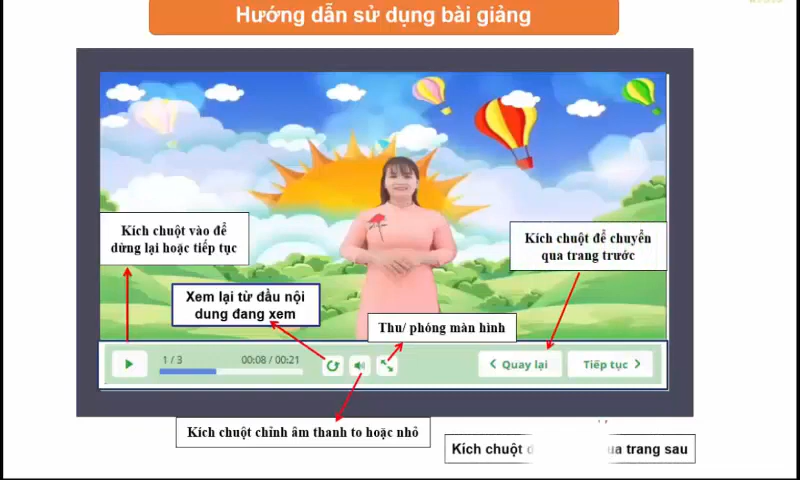 Hướng dẫn sử dụng bài giảng
Kích chuột vào để
dừng lại hoặc tiếp tục
Kích chuột để chuyển
qua trang trước
Xem lại từ đầu nội
dung đang xem
Thu/ phóng màn hình
1 / 3
00:08 / 00:21
Quay lại
Tiếp tục
Kích chuột chỉnh âm thanh to hoặc nhỏ
Kích chuột trang sau